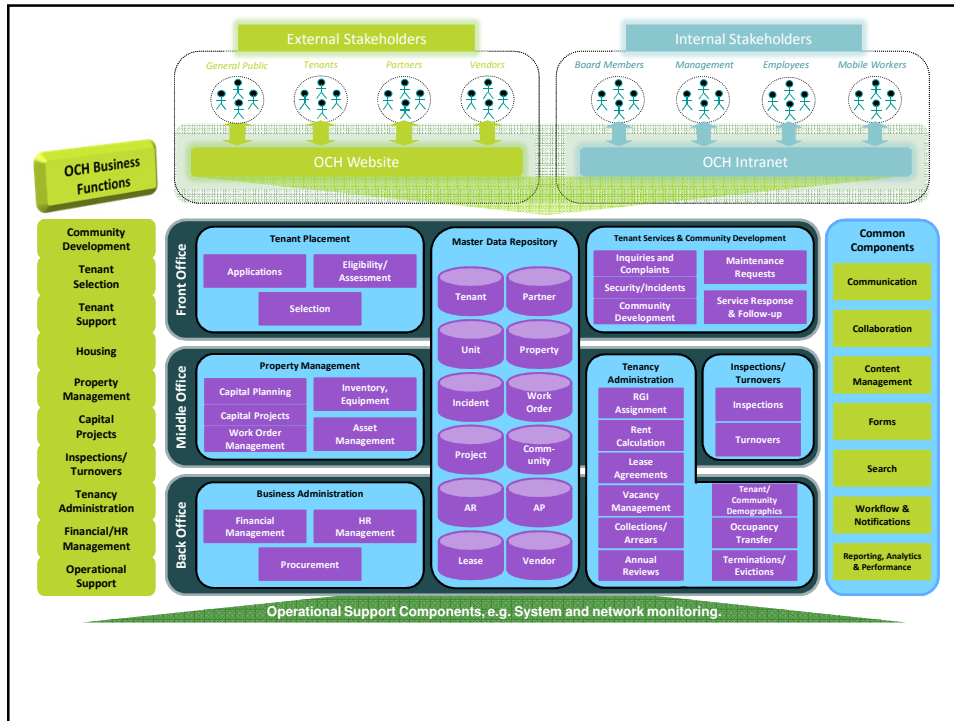 External Stakeholders
Internal Stakeholders
General Public
Tenants
Partners
Vendors
Board Members
Management
Employees
Mobile Workers
OCH Website
OCH Intranet
OCH Business
Functions
Community
Development
Tenant
Selection
Tenant
Support
Housing
Property
Management
Capital
Projects
Inspections/
Turnovers
Tenancy
Administration
Financial/HR
Management
Operational
Support
Front Office
Tenant Placement
Applications
Eligibility/
Assessment
Selection
Master Data Repository
Tenant
Partner
Unit
Property
Incident
Work
Order
Project
Com-
munity
AR
AP
Lease
Vendor
Tenant Services & Community Development
Inquiries and
Complaints
Security/Incidents
Community
Development
Maintenance
Requests
Service Response
& Follow-up
Middle Office
Property Management
Capital Planning
Capital Projects
Work Order
Management
Inventory,
Equipment
Asset
Management
Tenancy
Administration
RGI
Assignment
Rent
Calculation
Lease
Agreements
Vacancy
Management
Collections/
Arrears
Annual
Reviews
Inspections/
Turnovers
Inspections
Turnovers
Back Office
Business Administration
Financial
Management
HR
Management
Procurement
Tenant/
Community
Demographics
Occupancy
Transfer
Terminations/
Evictions
Common
Components
Communication
Collaboration
Content
Management
Forms
Search
Workflow &
Notifications
Reporting, Analytics
& Performance
Operational Support Components, e.g. System and network monitoring.